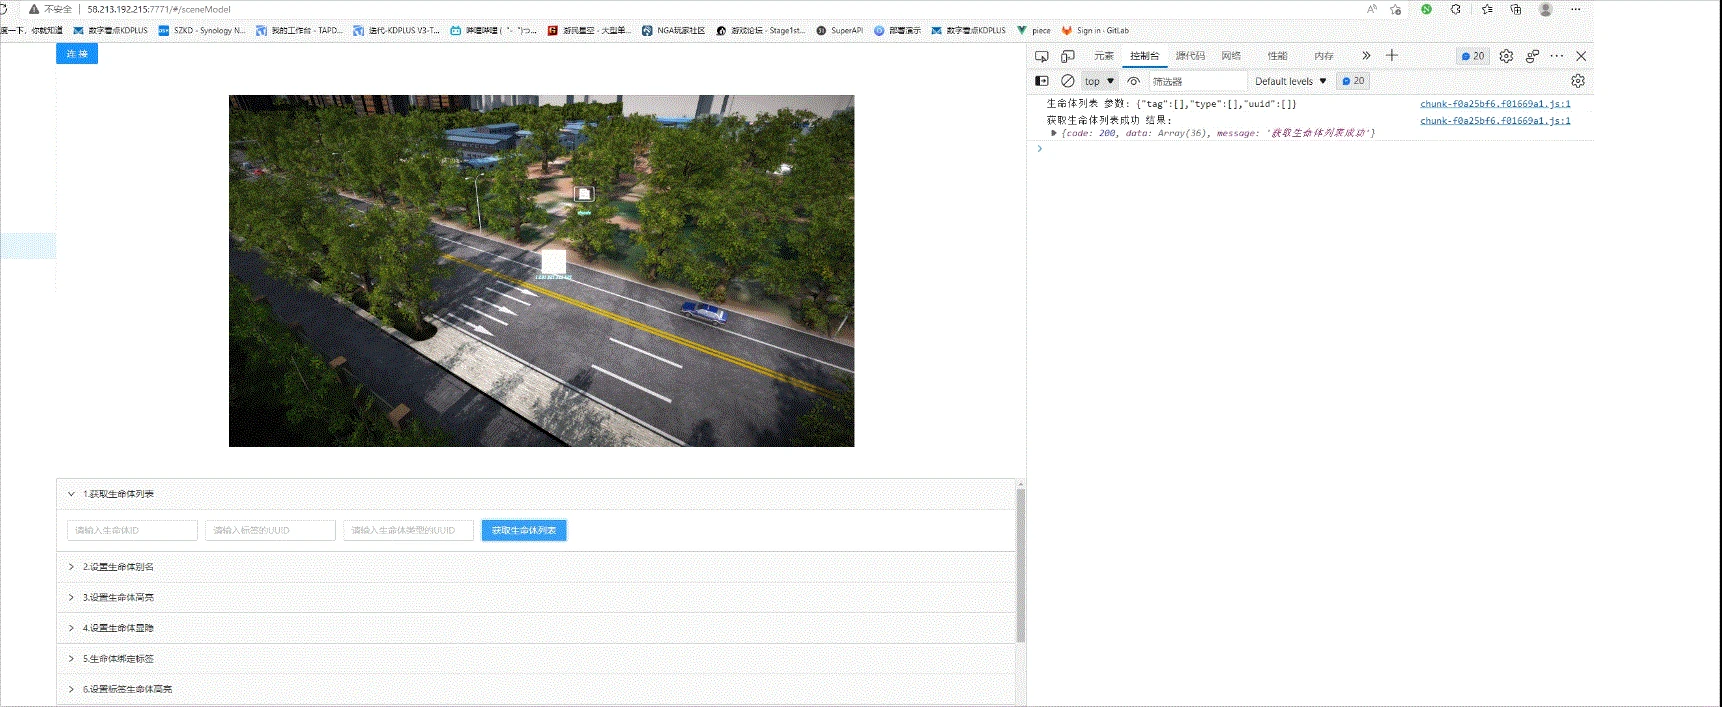 不安全 58.213.192.215:7771/#/sceneModel
度一下，你就知道 数字看点KDPLUS SZKD - Synology N... 我的工作台 - TAPD... 迭代-KDPLUS V3-T... 哔哩哔哩 ( ゜- ゜)つ... 游民星空 - 大型单... NGA玩家社区 游戏论坛 - Stage1st... SuperAPI 部署演示 数字看点KDPLUS piece Sign in · GitLab
连 接
元素 控制台 源代码 网络 性能 内存 20
top 筛选器 Default levels 20
生命体列表 参数: {"tag":[],"type":[],"uuid":[]} chunk-f0a25bf6.f01669a1.js:1
获取生命体列表成功 结果: chunk-f0a25bf6.f01669a1.js:1
{code: 200, data: Array(36), message: '获取生命体列表成功'}
1.获取生命体列表
请输入生命体ID 请输入标签的UUID 请输入生命体类型的UUID 获取生命体列表
2.设置生命体别名
3.设置生命体高亮
4.设置生命体显隐
5.生命体绑定标签
6.设置标签生命体高亮